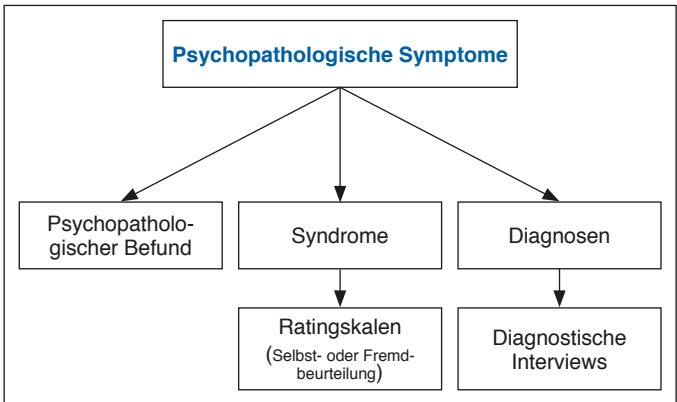 Psychopathologische Symptome
Psychopatholo-
gischer Befund
Syndrome
Diagnosen
Ratingskalen
(Selbst- oder Fremd-
beurteilung)
Diagnostische
Interviews